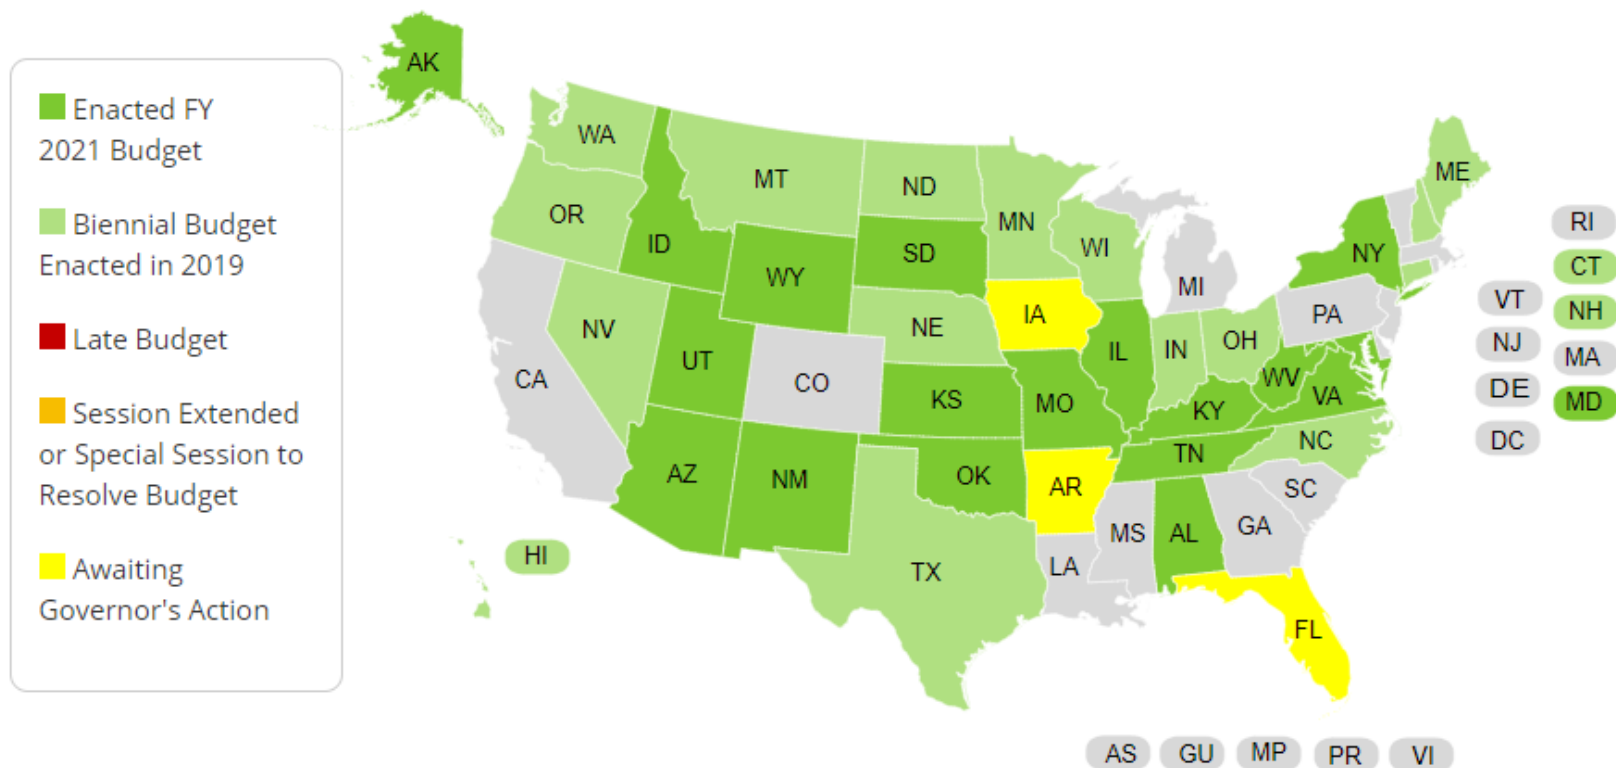 Enacted FY
2021 Budget
Biennial Budget
Enacted in 2019
Late Budget
Session Extended
or Special Session to
Resolve Budget
Awaiting
Governor's Action
AK
WA
MT
ND
MN
ME
OR
ID
WY
SD
WI
MI
NY
RI
CT
VT
NH
NV
UT
CO
NE
IA
IL
IN
OH
PA
NJ
MA
CA
KS
MO
KY
WV
VA
DE
MD
AZ
NM
OK
AR
TN
NC
DC
SC
HI
TX
LA
MS
AL
GA
FL
AS
GU
MP
PR
VI